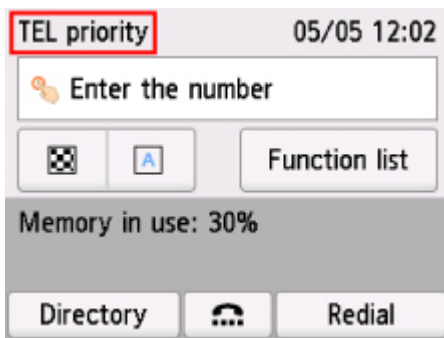 TEL priority 05/05 12:02
Enter the number
A Function list
Memory in use: 30%
Directory Redial